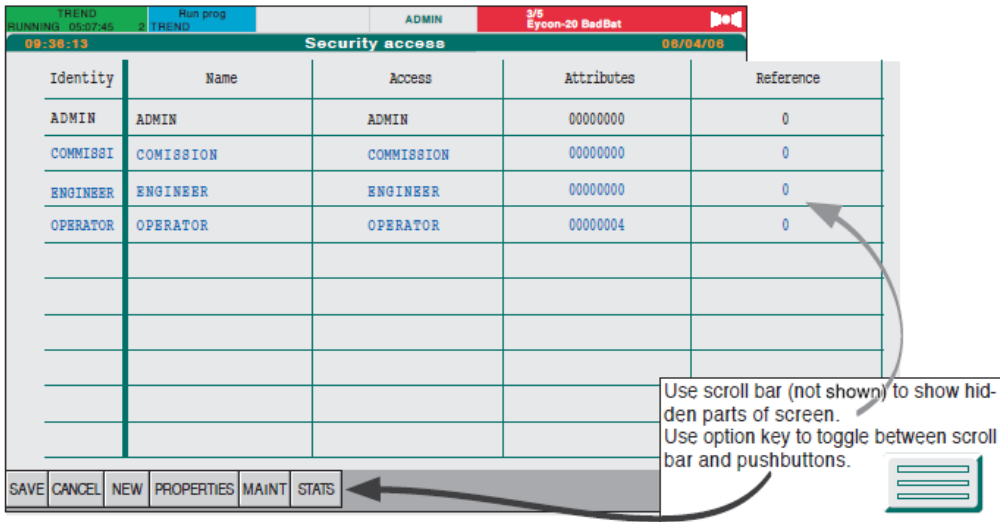 TREND Run prog ADMIN 3/5
RUNNING 05:07:45 2 TREND Eycon-20 BadBat
09:36:13 Security access 06/04/06
Identity Name Access Attributes Reference
ADMIN ADMIN ADMIN 00000000 0
COMMISSI COMISSION COMMISSION 00000000 0
ENGINEER ENGINEER ENGINEER 00000000 0
OPERATOR OPERATOR OPERATOR 00000004 0
Use scroll bar (not shown) to show hid-
den parts of screen.
Use option key to toggle between scroll
bar and pushbuttons.
SAVE CANCEL NEW PROPERTIES MAINT STATS